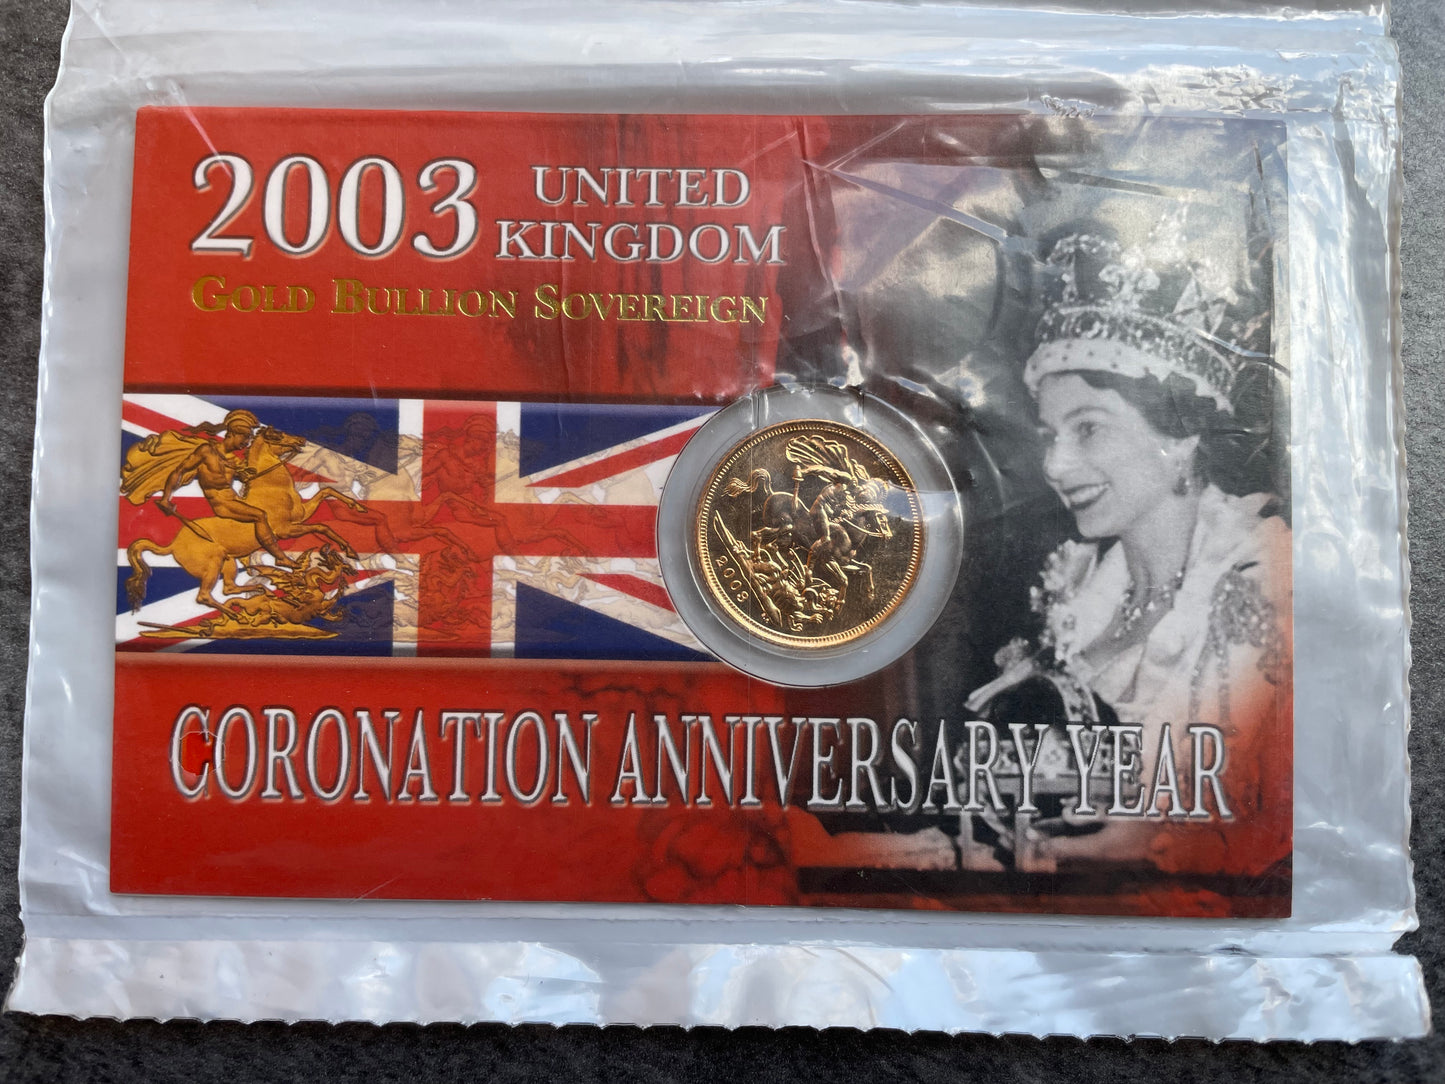 2003 UNITED
KINGDOM
GOLD BULLION SOVEREIGN
2003
CORONATION ANNIVERSARY YEAR